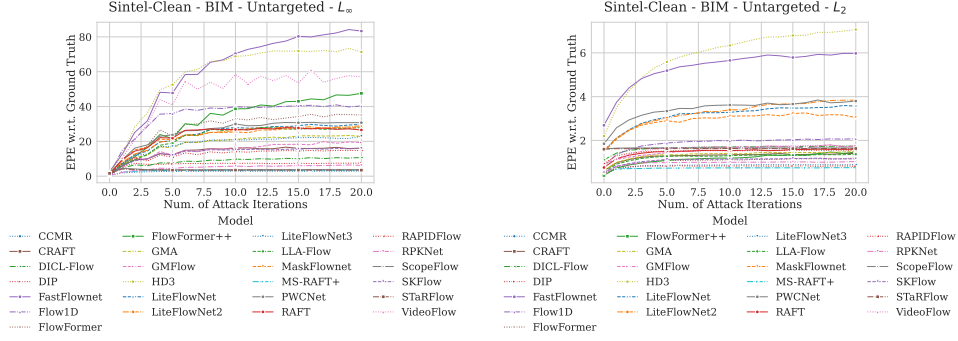 Sintel-Clean - BIM - Untargeted - L∞
EPE w.r.t. Ground Truth
80
60
40
20
0
0.0 2.5 5.0 7.5 10.0 12.5 15.0 17.5 20.0
Num. of Attack Iterations
Model
CCMR FlowFormer++ LiteFlowNet3 RAPIDFlow
CRAFT GMA LLA-Flow RPKNet
DICL-Flow GMFlow MaskFlownet ScopeFlow
DIP HD3 MS-RAFT+ SKFlow
FastFlownet LiteFlowNet PWCNet STaRFlow
Flow1D LiteFlowNet2 RAFT VideoFlow
FlowFormer
Sintel-Clean - BIM - Untargeted - L2
EPE w.r.t. Ground Truth
6
4
2
0.0 2.5 5.0 7.5 10.0 12.5 15.0 17.5 20.0
Num. of Attack Iterations
Model
CCMR FlowFormer++ LiteFlowNet3 RAPIDFlow
CRAFT GMA LLA-Flow RPKNet
DICL-Flow GMFlow MaskFlownet ScopeFlow
DIP HD3 MS-RAFT+ SKFlow
FastFlownet LiteFlowNet PWCNet STaRFlow
Flow1D LiteFlowNet2 RAFT VideoFlow
FlowFormer